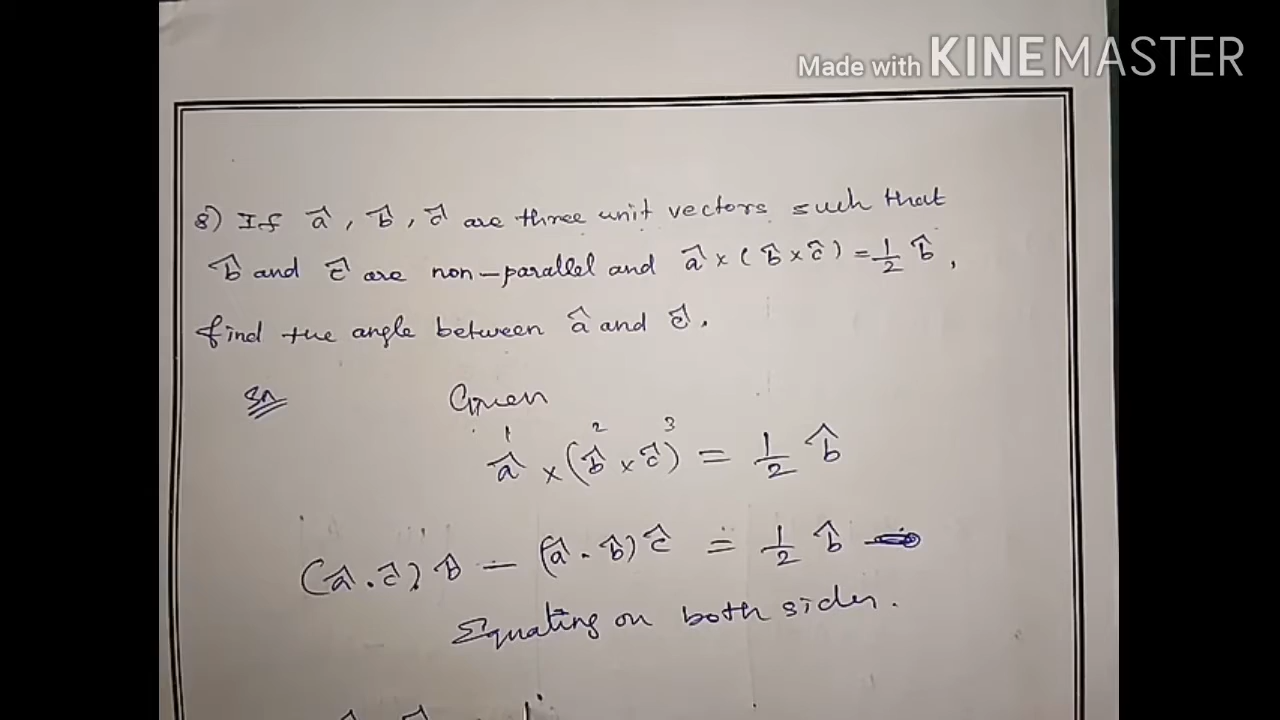 Made with KINEMASTER
8) If â, b̂, ĉ are three unit vectors such that
b̂ and ĉ are non-parallel and â × (b̂ × ĉ) = 1/2 b̂,
find the angle between â and ĉ.
Sn Given
1 2 3
â × (b̂ × ĉ) = 1/2 b̂
(â . ĉ) b̂ — (â . b̂) ĉ = 1/2 b̂
Equating on both sides.